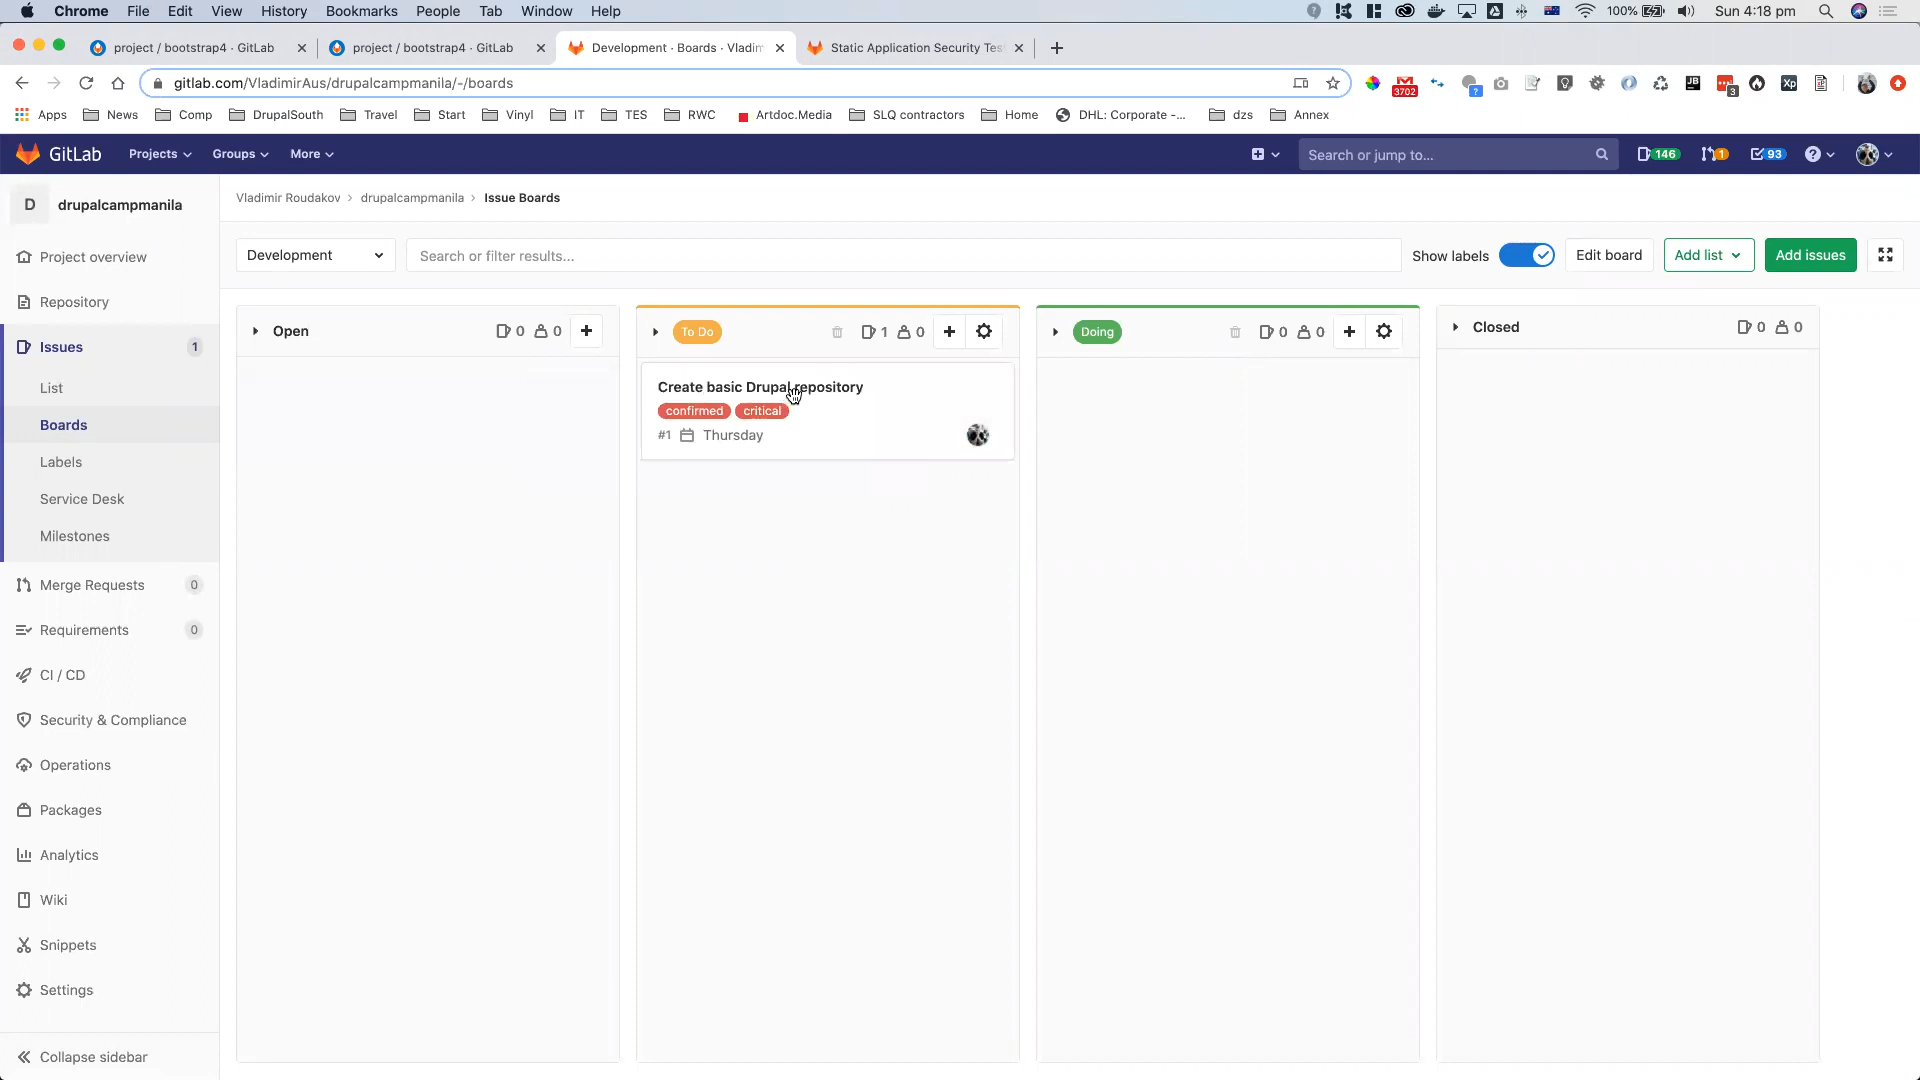 Chrome File Edit View History Bookmarks People Tab Window Help 100% Sun 4:18 pm
project / bootstrap4 · GitLab project / bootstrap4 · GitLab Development · Boards · Vladim Static Application Security Tes
gitlab.com/VladimirAus/drupalcampmanila/-/boards 3702 ? JB 3 Xp
Apps News Comp DrupalSouth Travel Start Vinyl IT TES RWC Artdoc.Media SLQ contractors Home DHL: Corporate -... dzs Annex
GitLab Projects Groups More Search or jump to... 146 1 93
D drupalcampmanila
Vladimir Roudakov > drupalcampmanila > Issue Boards
Development Search or filter results... Show labels Edit board Add list Add issues
Project overview
Repository
Issues 1
List
Boards
Labels
Service Desk
Milestones
Merge Requests 0
Requirements 0
CI / CD
Security & Compliance
Operations
Packages
Analytics
Wiki
Snippets
Settings
Collapse sidebar
Open 0 0
To Do 1 0
Create basic Drupal repository
confirmed critical
#1 Thursday
Doing 0 0
Closed 0 0